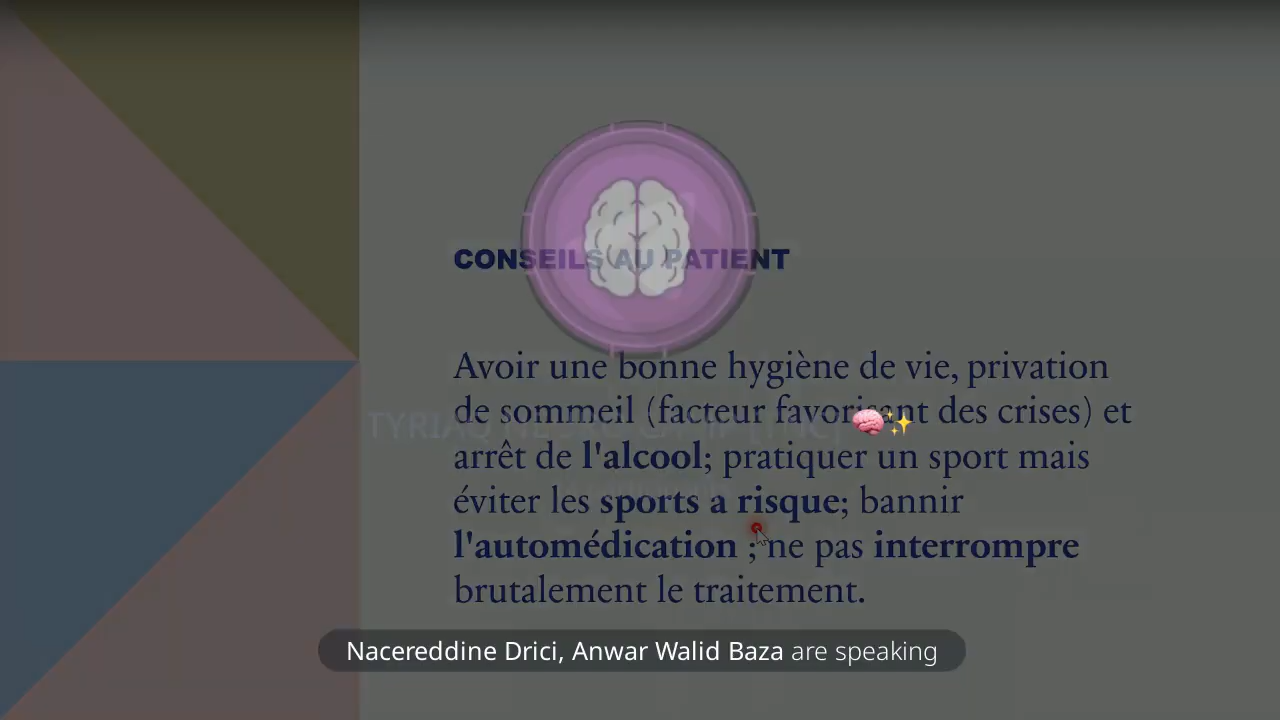 CONSEILS AU PATIENT
Avoir une bonne hygiène de vie, privation
de sommeil (facteur favorisant des crises) et
arrêt de l'alcool; pratiquer un sport mais
éviter les sports a risque; bannir
l'automédication ; ne pas interrompre
brutalement le traitement.
TYRIAQ
Nacereddine Drici, Anwar Walid Baza are speaking